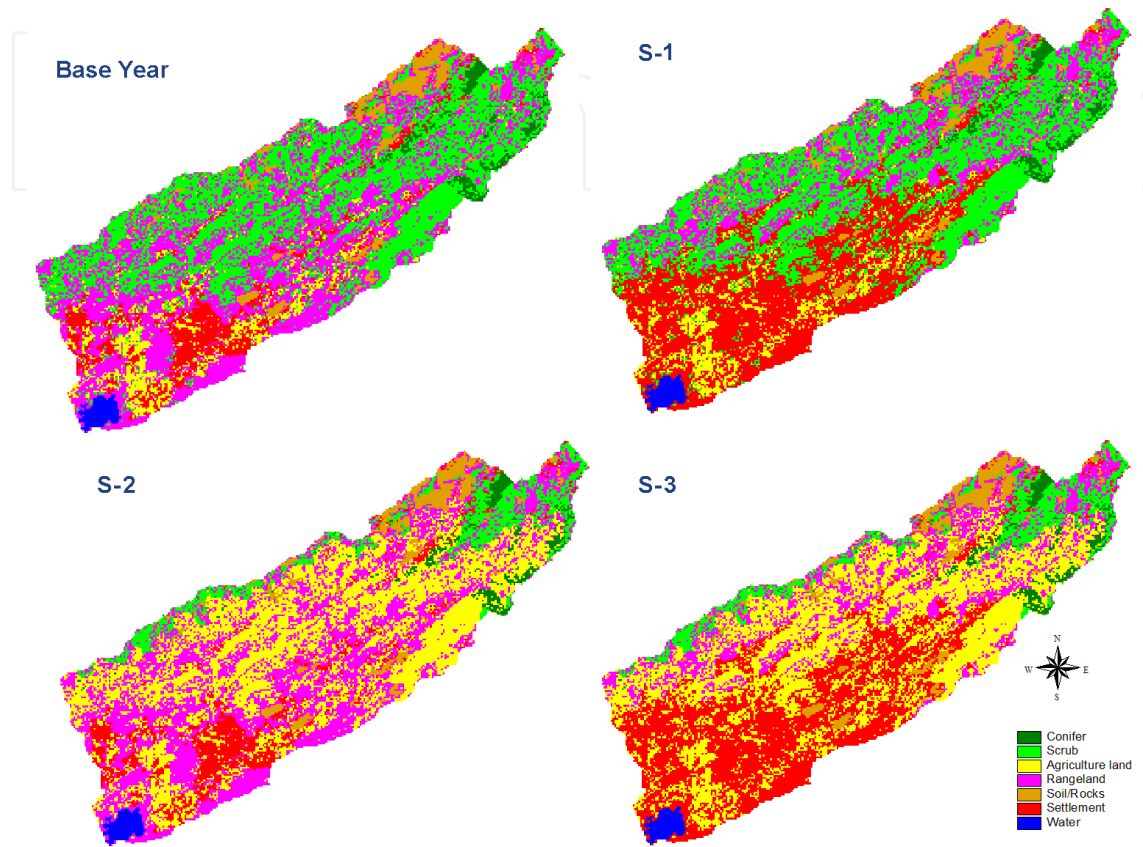 Base Year
S-1
S-2
S-3
N
W E
S
Conifer
Scrub
Agriculture land
Rangeland
Soil/Rocks
Settlement
Water